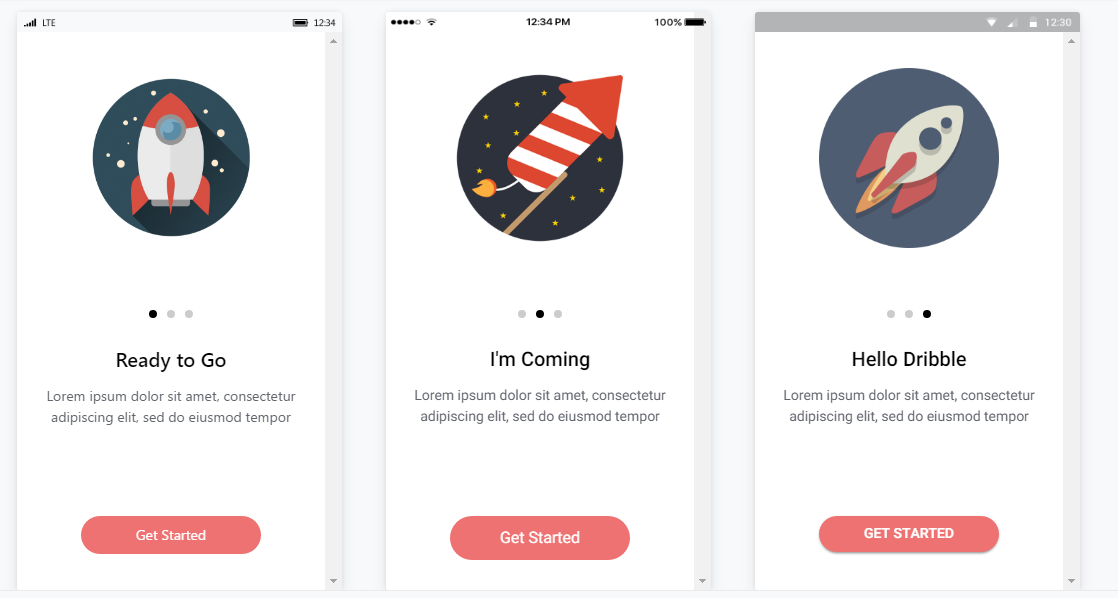 LTE 12:34
Ready to Go
Lorem ipsum dolor sit amet, consectetur
adipiscing elit, sed do eiusmod tempor
Get Started
12:34 PM 100%
I'm Coming
Lorem ipsum dolor sit amet, consectetur
adipiscing elit, sed do eiusmod tempor
Get Started
12:30
Hello Dribble
Lorem ipsum dolor sit amet, consectetur
adipiscing elit, sed do eiusmod tempor
GET STARTED